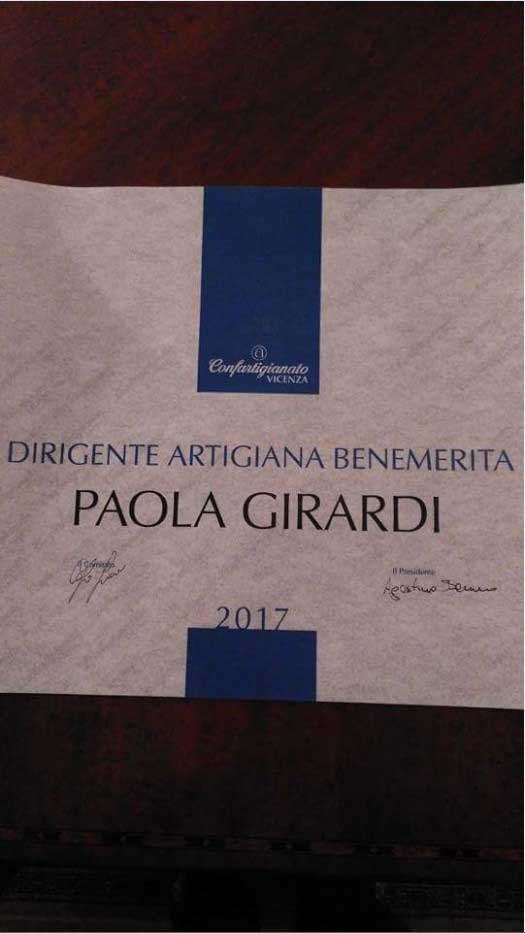 Confartigianato
VICENZA
DIRIGENTE ARTIGIANA BENEMERITA
PAOLA GIRARDI
Il Presidente
2017